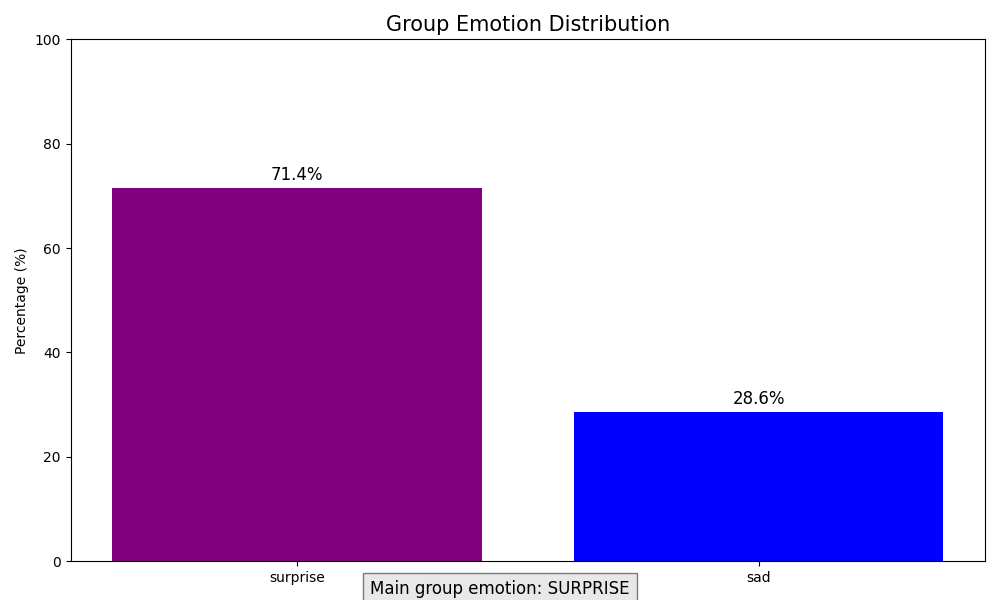 Group Emotion Distribution
100
80
60
40
20
0
Percentage (%)
71.4%
28.6%
surprise
sad
Main group emotion: SURPRISE